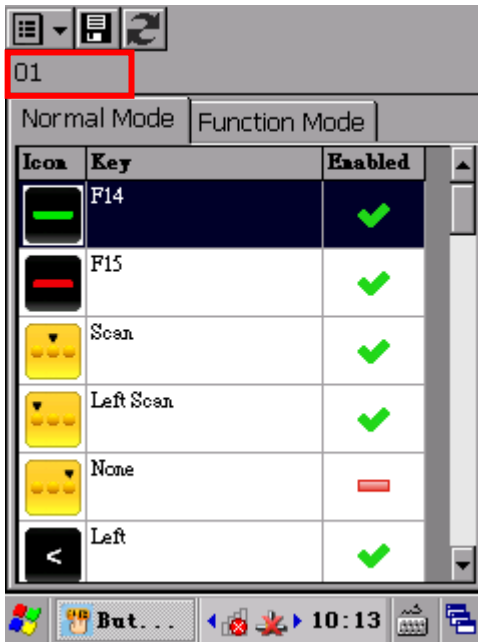 01
Normal Mode Function Mode
Icon Key Enabled
F14
F15
Scan
Left Scan
None
Left
<
But... 10:13